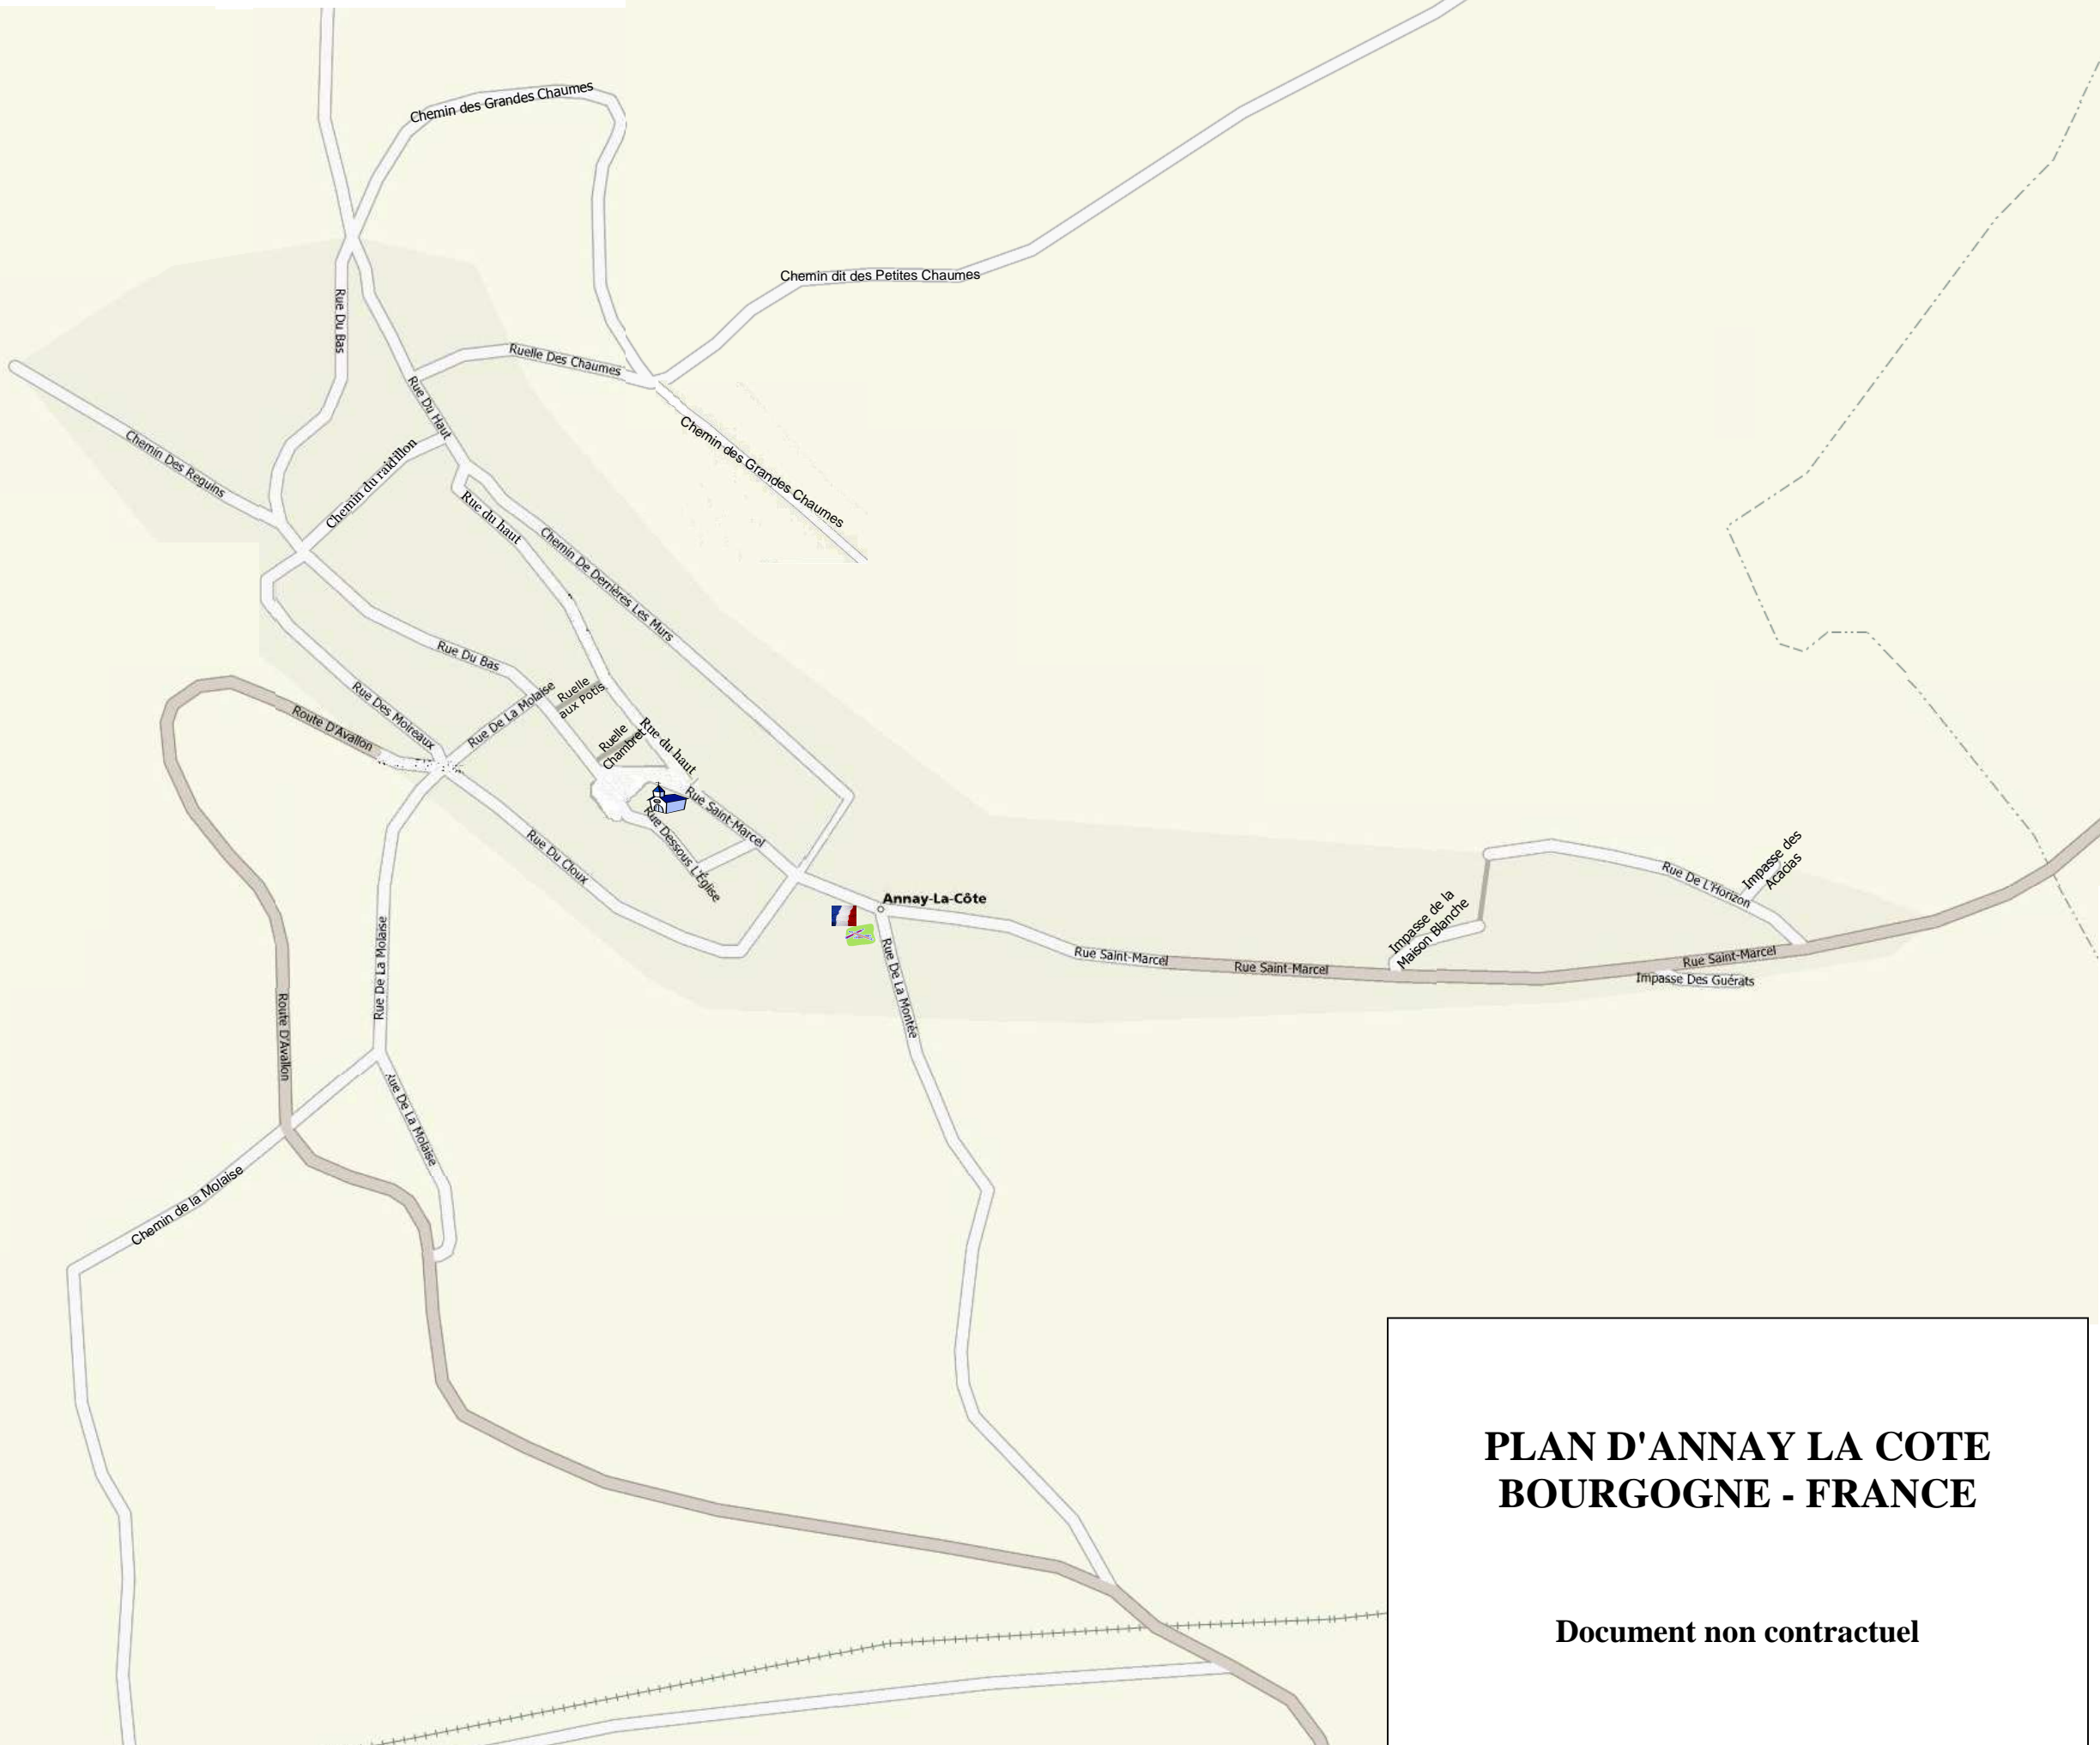 Chemin des Grandes Chaumes
Chemin dit des Petites Chaumes
Rue Du Bas
Ruelle Des Chaumes
Rue Du Haut
Chemin Des Reguins
Chemin du raidillon
Chemin des Grandes Chaumes
Rue du haut
Chemin De Derrières Les Murs
Rue Du Bas
Ruelle
aux Potis
Rue Des Moireaux
Rue De La Molaise
Route D'Avallon
Ruelle
Chambret
Rue du haut
Rue Saint-Marcel
Rue Dessous L'Église
Rue Du Cloux
Annay-La-Côte
Impasse des
Acacias
Rue De L'Horizon
Impasse de la
Maison Blanche
Rue De La Molaise
Rue De La Montée
Rue Saint-Marcel
Rue Saint-Marcel
Rue Saint-Marcel
Impasse Des Guérats
Route D'Avallon
Rue De La Molaise
Chemin de la Molaise
PLAN D'ANNAY LA COTE
BOURGOGNE - FRANCE
Document non contractuel